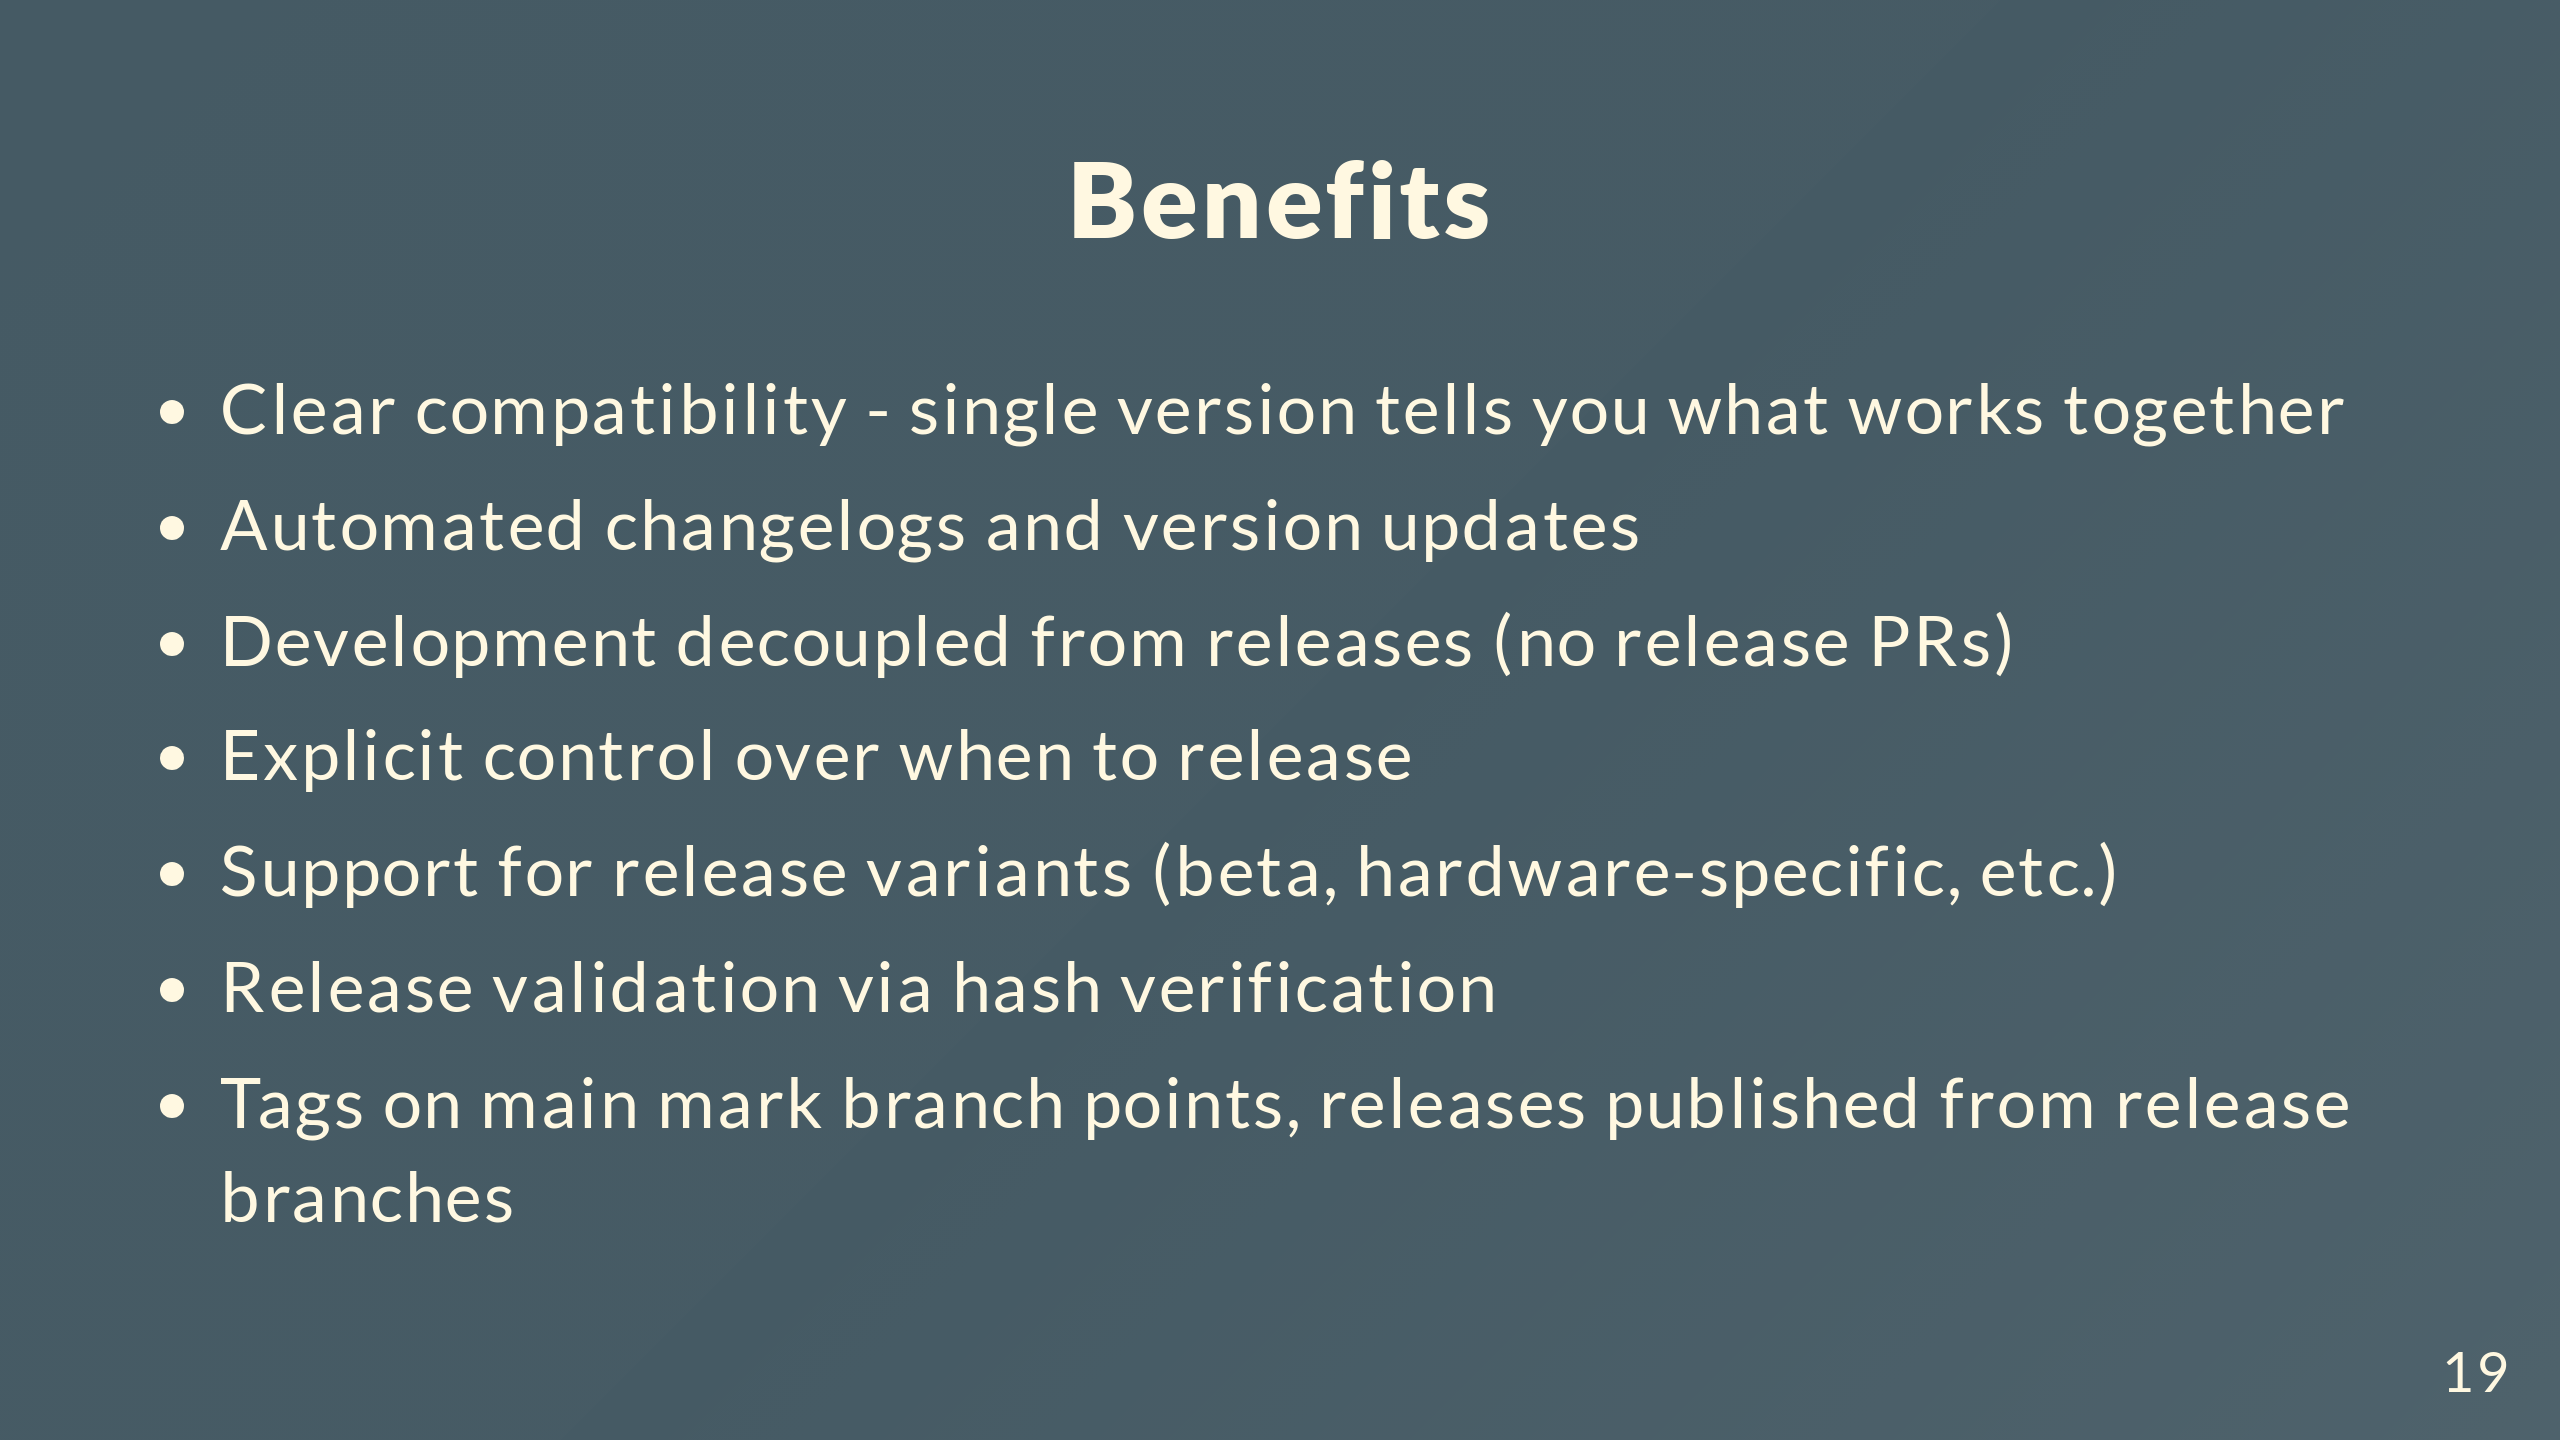 Benefits
• Clear compatibility - single version tells you what works together
• Automated changelogs and version updates
• Development decoupled from releases (no release PRs)
• Explicit control over when to release
• Support for release variants (beta, hardware-specific, etc.)
• Release validation via hash verification
• Tags on main mark branch points, releases published from release
branches
19